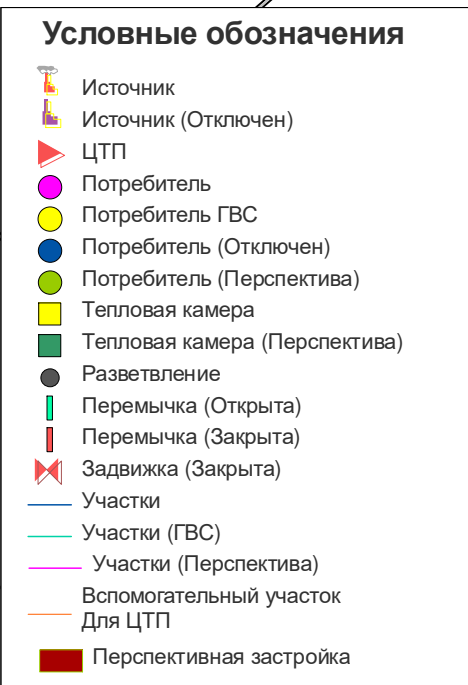 Условные обозначения
Источник
Источник (Отключен)
ЦТП
Потребитель
Потребитель ГВС
Потребитель (Отключен)
Потребитель (Перспектива)
Тепловая камера
Тепловая камера (Перспектива)
Разветвление
Перемычка (Открыта)
Перемычка (Закрыта)
Задвижка (Закрыта)
Участки
Участки (ГВС)
Участки (Перспектива)
Вспомогательный участок
Для ЦТП
Перспективная застройка